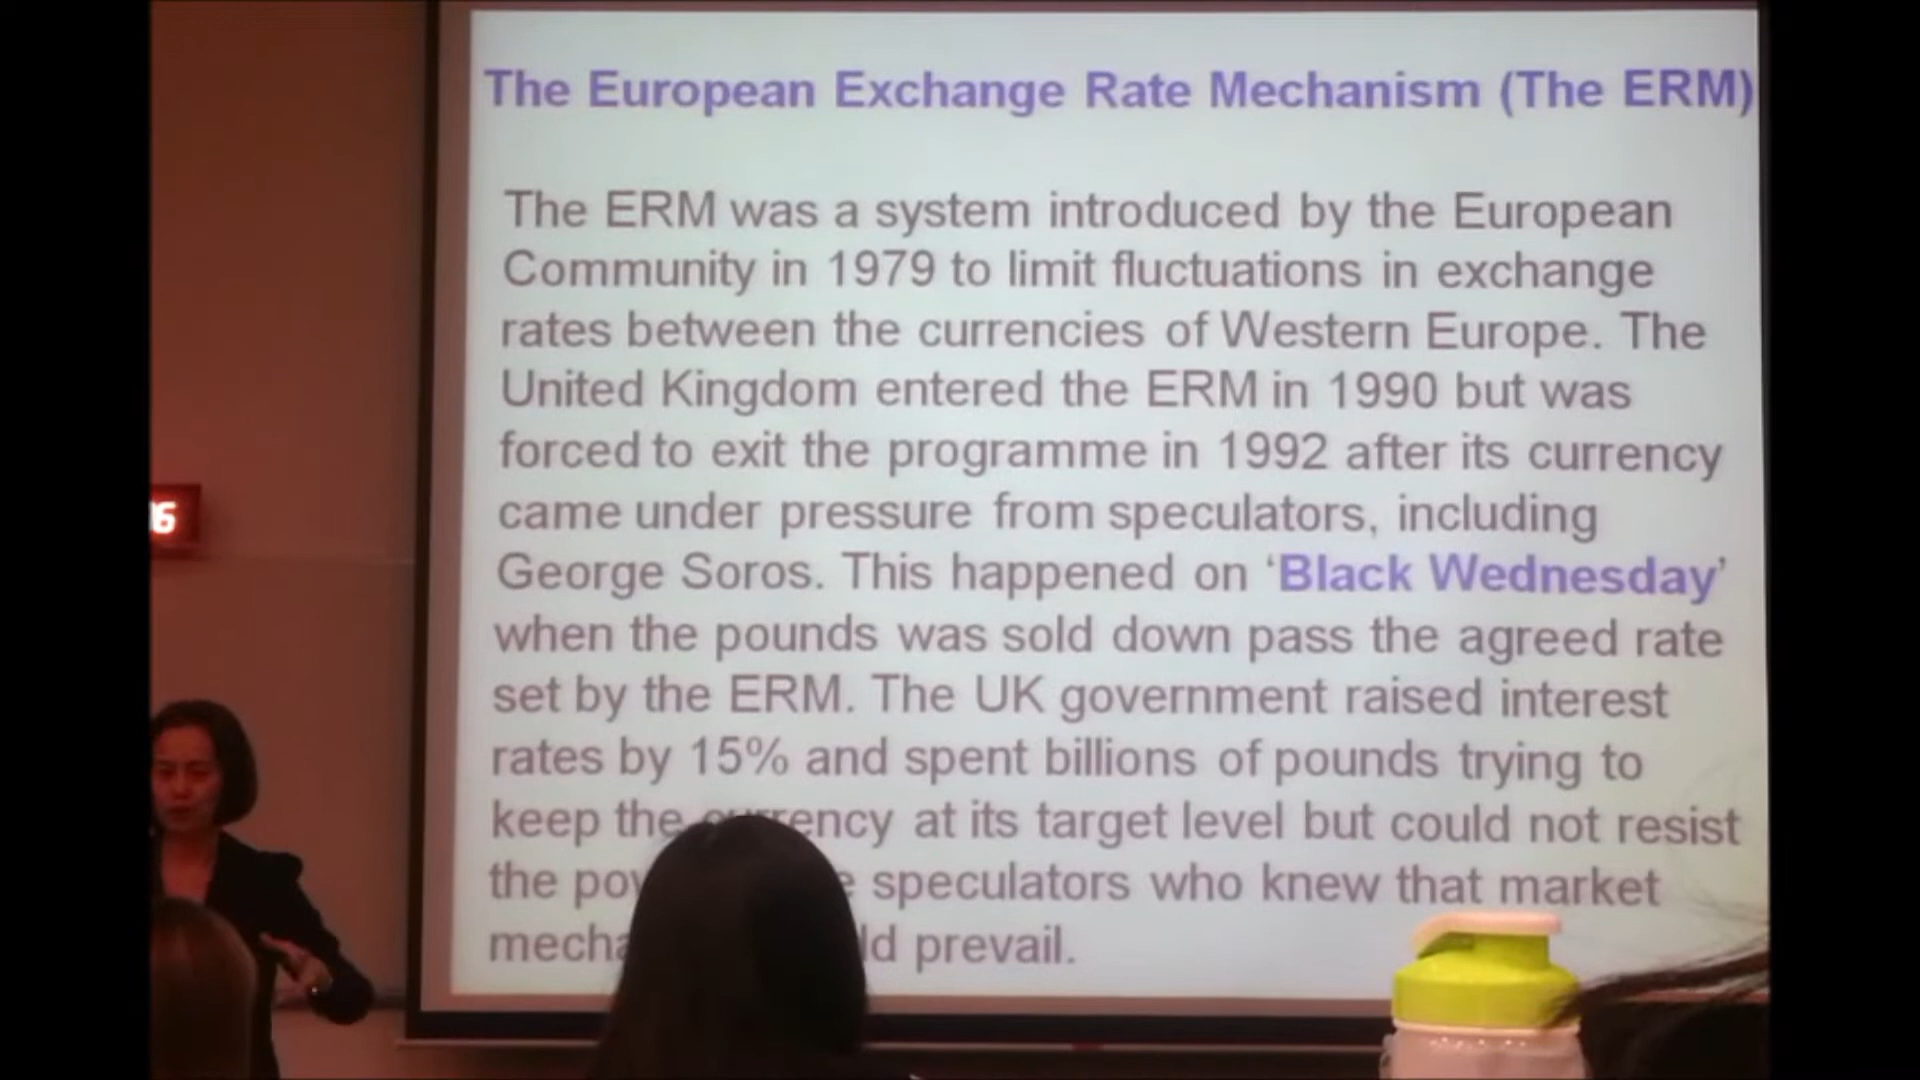 The European Exchange Rate Mechanism (The ERM)
The ERM was a system introduced by the European
Community in 1979 to limit fluctuations in exchange
rates between the currencies of Western Europe. The
United Kingdom entered the ERM in 1990 but was
forced to exit the programme in 1992 after its currency
came under pressure from speculators, including
George Soros. This happened on ‘Black Wednesday’
when the pounds was sold down pass the agreed rate
set by the ERM. The UK government raised interest
rates by 15% and spent billions of pounds trying to
keep the currency at its target level but could not resist
the speculators who knew that market
prevail.